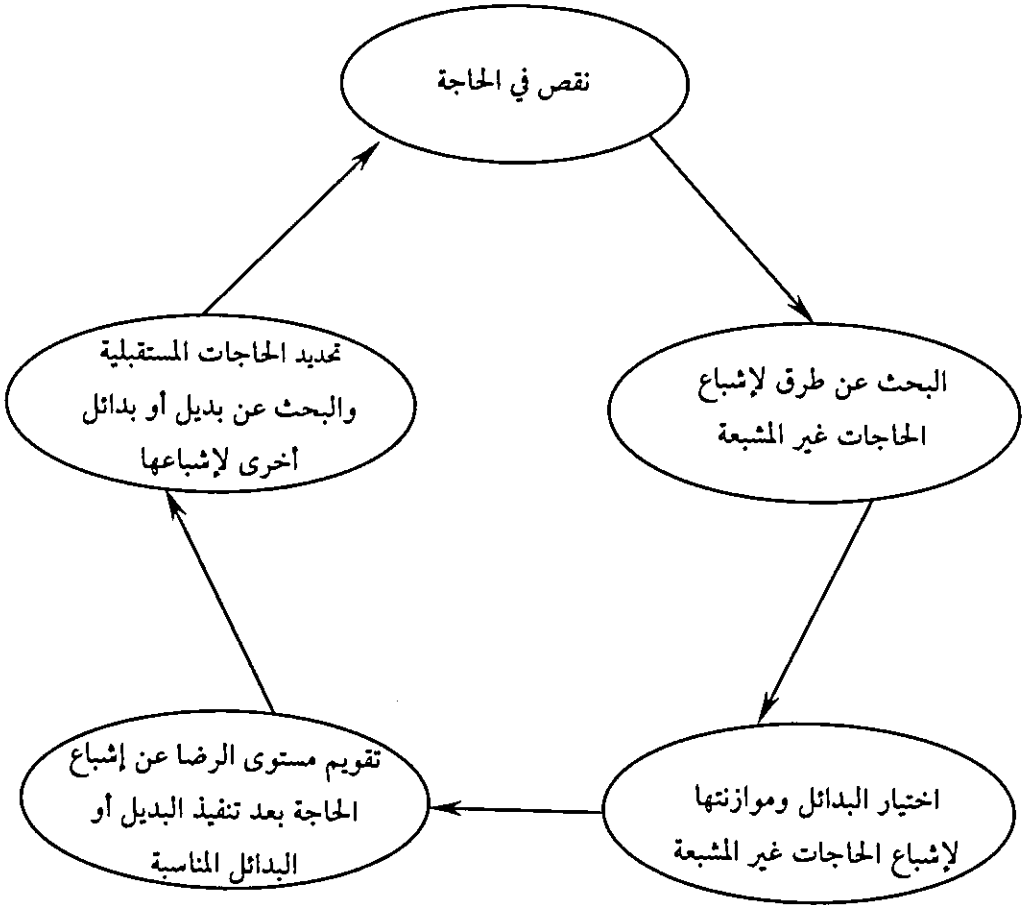 نقص في الحاجة
البحث عن طرق لإشباع
الحاجات غير المشبعة
اختيار البدائل وموازنتها
لإشباع الحاجات غير المشبعة
تقويم مستوى الرضا عن إشباع
الحاجة بعد تنفيذ البديل أو
البدائل المناسبة
تحديد الحاجات المستقبلية
والبحث عن بديل أو بدائل
أخرى لإشباعها